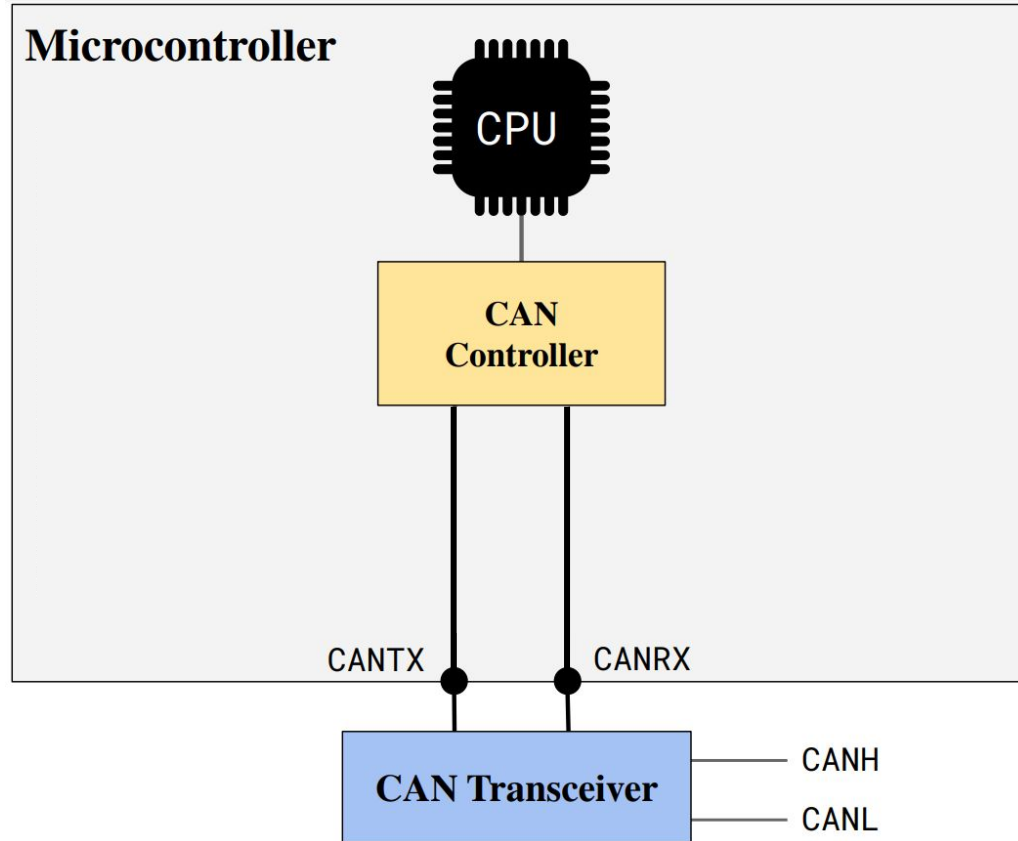 Microcontroller
CPU
CAN
Controller
CANTX
CANRX
CAN Transceiver
CANH
CANL